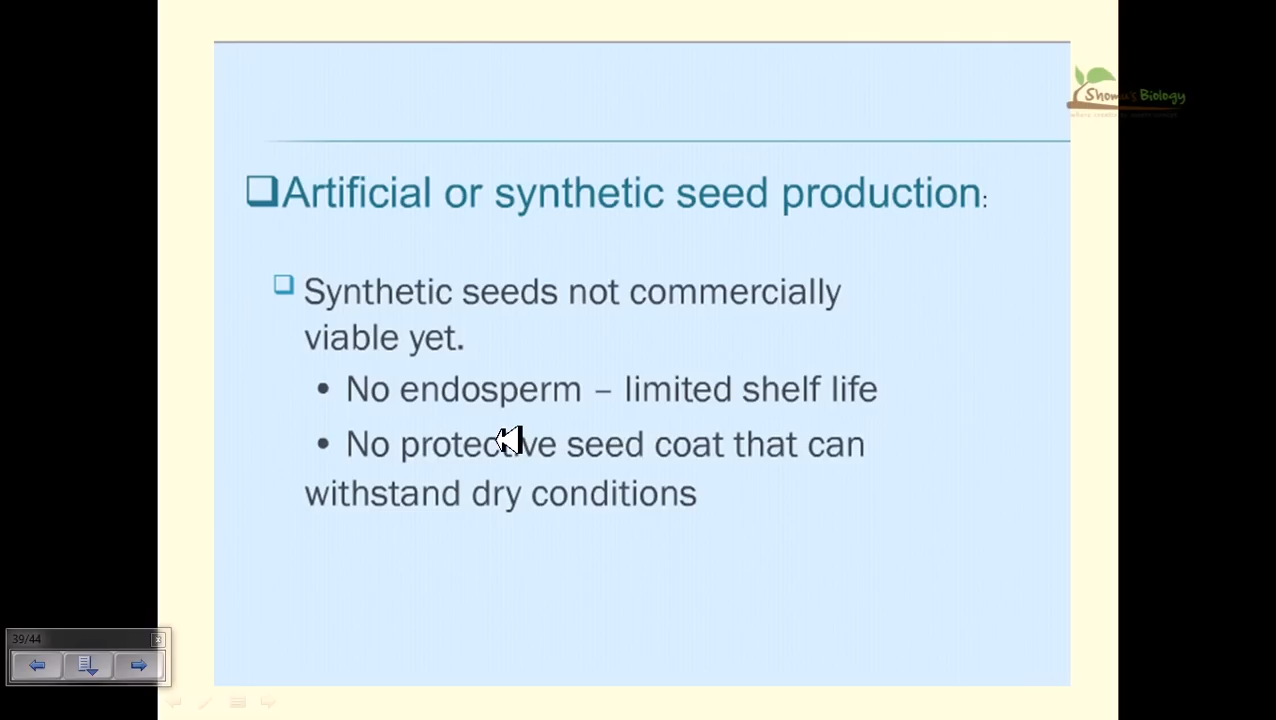 Shomu's Biology
Artificial or synthetic seed production:
Synthetic seeds not commercially
viable yet.
• No endosperm – limited shelf life
• No protective seed coat that can
withstand dry conditions
39/44